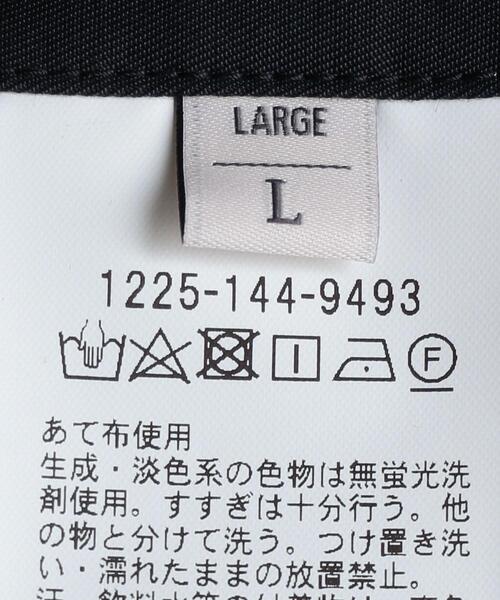 LARGE
L
1225-144-9493
F
あて布使用
生成・淡色系の色物は無蛍光洗
剤使用。すすぎは十分行う。他
の物と分けて洗う。つけ置き洗
い・濡れたままの放置禁止。